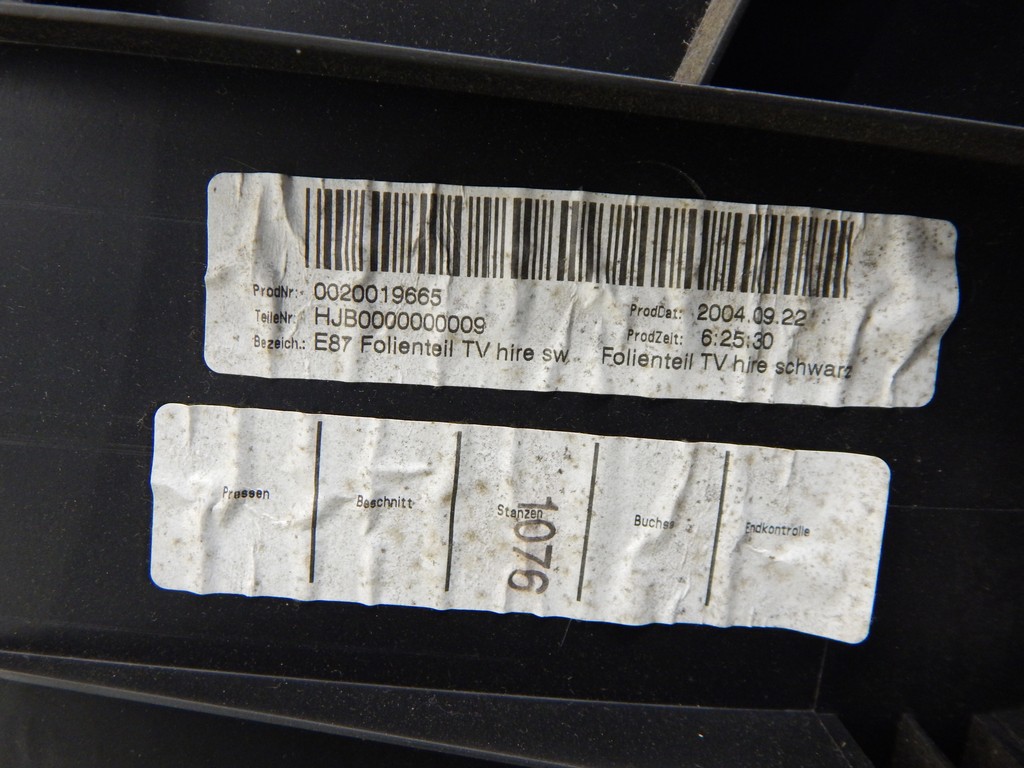 ProdNr: 0020019665
ProdDat: 2004.09.22
TeileNr: HJB0000000009
ProdZeit: 6:25:30
Bezeich.: E87 Folienteil TV hire sw Folienteil TV hire schwarz
Pressen Beschnitt Stanzen Buchse Endkontrolle
1076